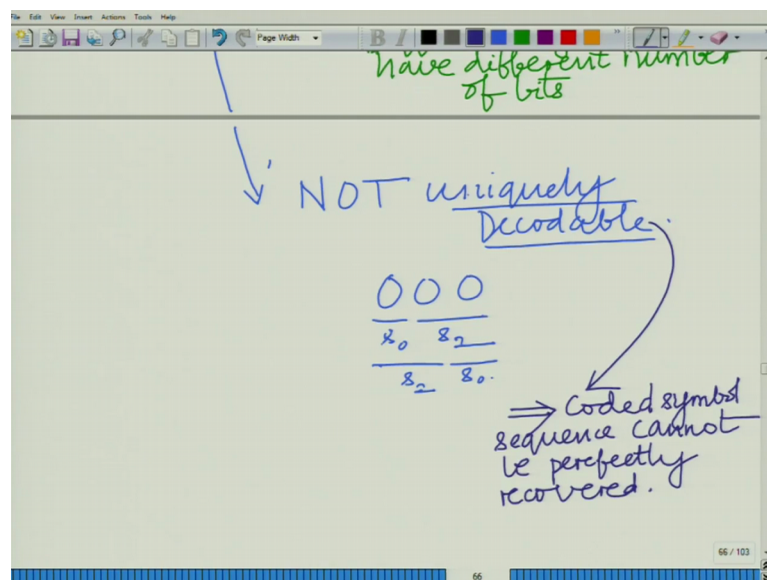 File Edit View Insert Actions Tools Help
Page Width
have different number
of bits
NOT uniquely
Decodable.
0 0 0
s0 s2
s2 s0.
⇒ Coded symbol
sequence cannot
be perfectly
recovered.
66 / 103
66